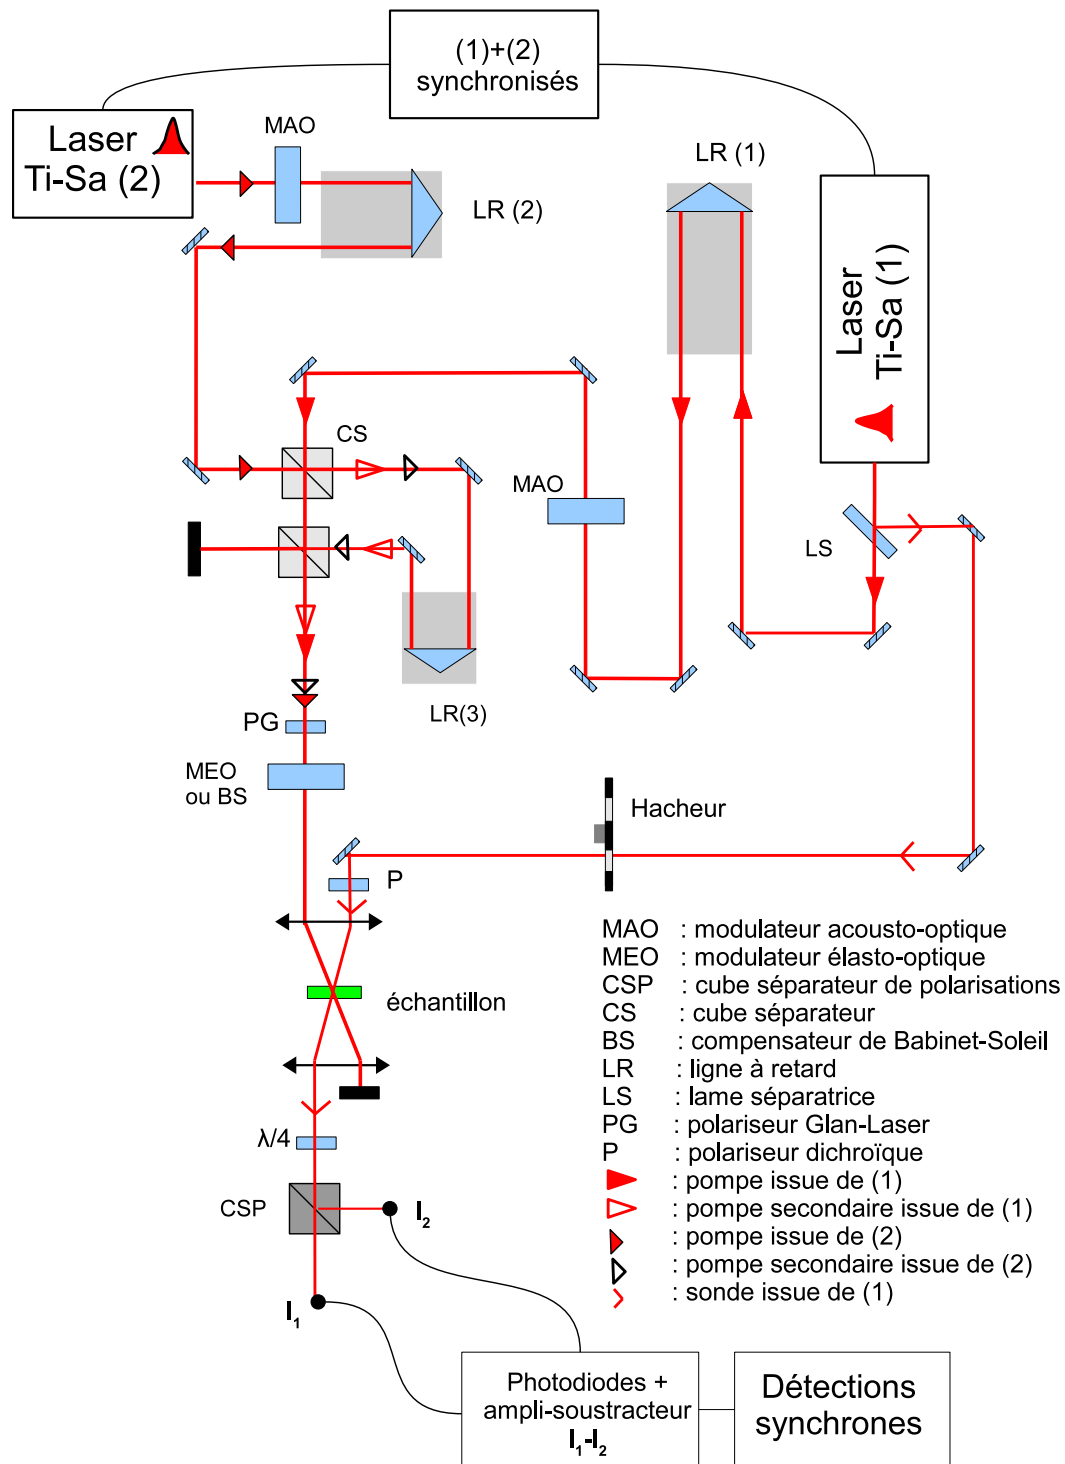 (1)+(2)
synchronisés
Laser
Ti-Sa (2)
MAO
LR (2)
LR (1)
Laser
Ti-Sa (1)
CS
MAO
LS
LR(3)
PG
MEO
ou BS
Hacheur
P
échantillon
λ/4
CSP
I2
I1
MAO : modulateur acousto-optique
MEO : modulateur élasto-optique
CSP : cube séparateur de polarisations
CS : cube séparateur
BS : compensateur de Babinet-Soleil
LR : ligne à retard
LS : lame séparatrice
PG : polariseur Glan-Laser
P : polariseur dichroïque
: pompe issue de (1)
: pompe secondaire issue de (1)
: pompe issue de (2)
: pompe secondaire issue de (2)
: sonde issue de (1)
Photodiodes +
ampli-soustracteur
I1-I2
Détections
synchrones